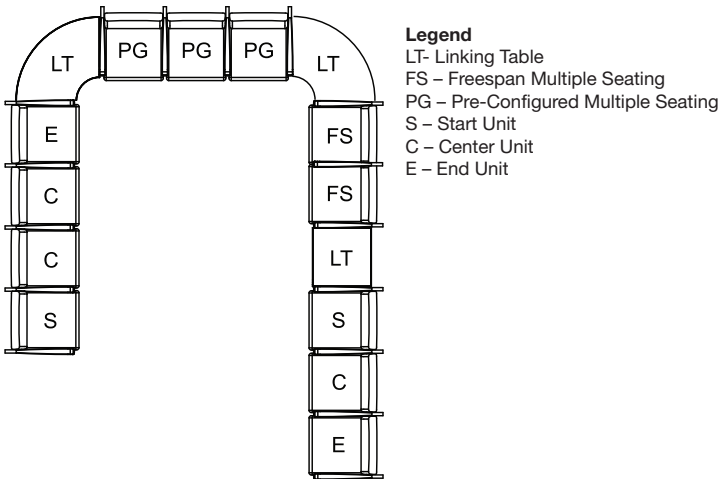 LT
PG
PG
PG
LT
E
C
C
S
FS
FS
LT
S
C
E
Legend
LT- Linking Table
FS – Freespan Multiple Seating
PG – Pre-Configured Multiple Seating
S – Start Unit
C – Center Unit
E – End Unit